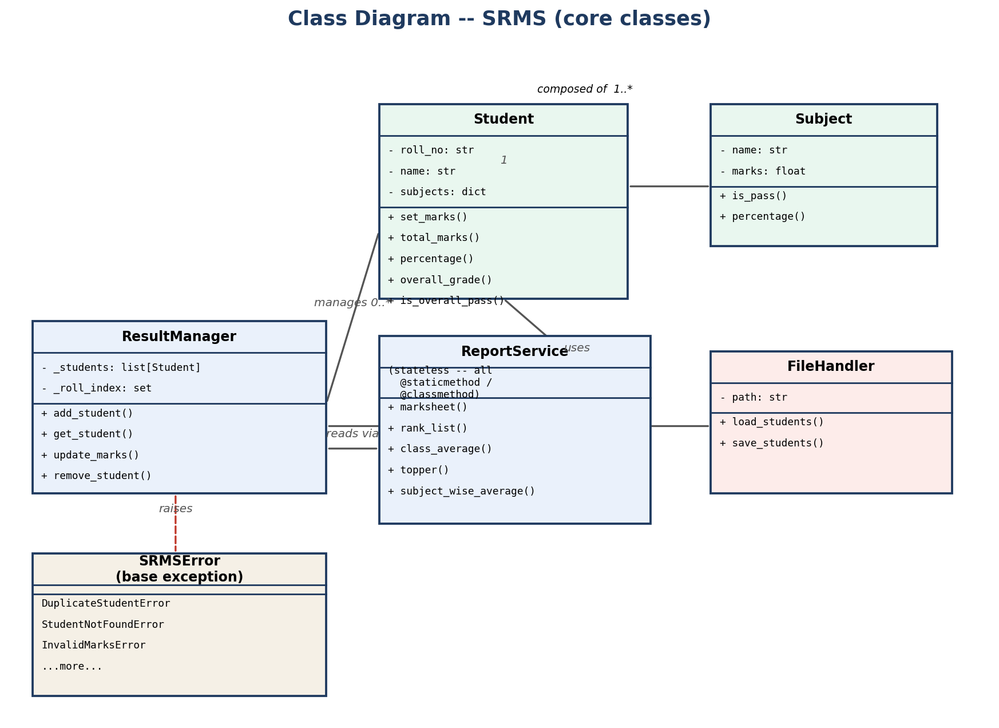 Class Diagram -- SRMS (core classes)
composed of  1..*
Student
- roll_no: str
1
- name: str
- subjects: dict
+ set_marks()
+ total_marks()
+ percentage()
+ overall_grade()
+ is_overall_pass()
Subject
- name: str
- marks: float
+ is_pass()
+ percentage()
manages 0..*
ResultManager
- _students: list[Student]
- _roll_index: set
+ add_student()
+ get_student()
+ update_marks()
+ remove_student()
reads via
uses
ReportService
(stateless -- all
@staticmethod /
@classmethod)
+ marksheet()
+ rank_list()
+ class_average()
+ topper()
+ subject_wise_average()
FileHandler
- path: str
+ load_students()
+ save_students()
raises
SRMSError
(base exception)
DuplicateStudentError
StudentNotFoundError
InvalidMarksError
...more...